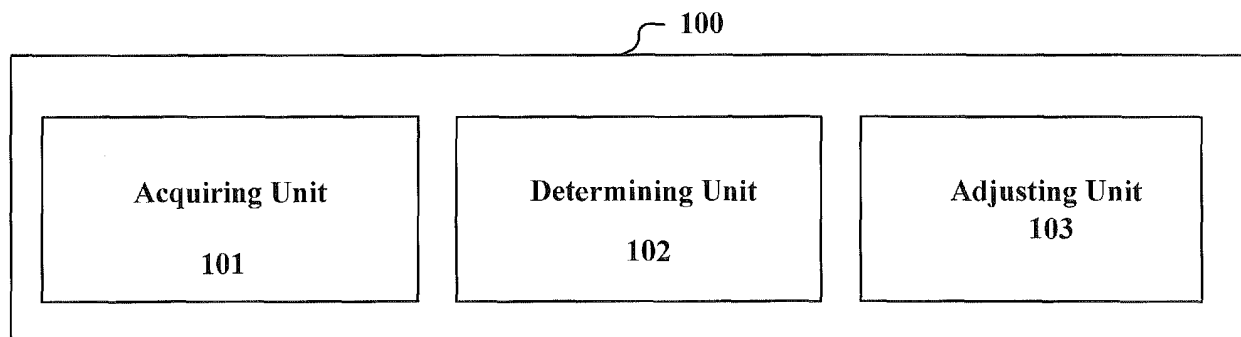 100
Acquiring Unit
101
Determining Unit
102
Adjusting Unit
103